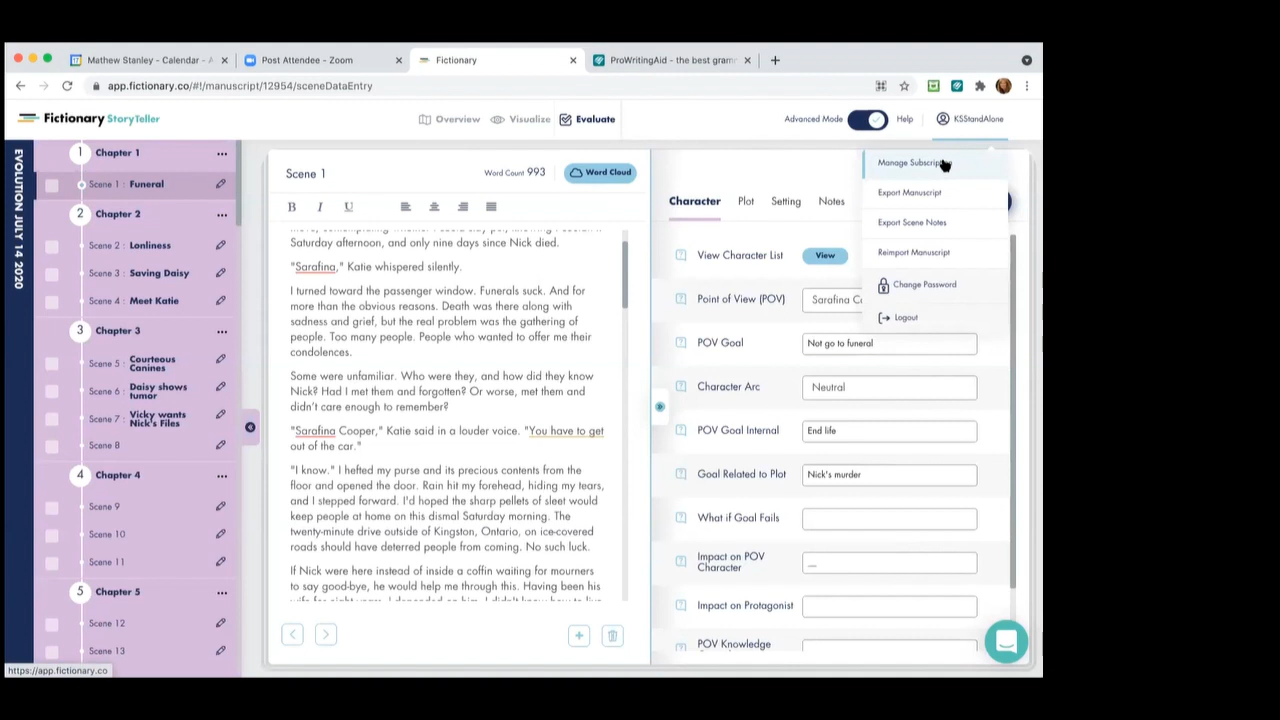 Mathew Stanley - Calendar - A
Post Attendee - Zoom
Fictionary
ProWritingAid - the best gram
app.fictionary.co/#!/manuscript/12954/sceneDataEntry
Fictionary StoryTeller
Overview
Visualize
Evaluate
Advanced Mode
Help
KSStandAlone
EVOLUTION JULY 14 2020
1 Chapter 1
Scene 1 : Funeral
2 Chapter 2
Scene 2 : Lonliness
Scene 3 : Saving Daisy
Scene 4 : Meet Katie
3 Chapter 3
Scene 5 : Courteous
Canines
Scene 6 : Daisy shows
tumor
Scene 7 : Vicky wants
Nick's Files
Scene 8
4 Chapter 4
Scene 9
Scene 10
Scene 11
5 Chapter 5
Scene 12
Scene 13
https://app.fictionary.co
Scene 1
Word Count 993
Word Cloud
B I U
Saturday afternoon, and only nine days since Nick died.
"Sarafina," Katie whispered silently.
I turned toward the passenger window. Funerals suck. And for
more than the obvious reasons. Death was there along with
sadness and grief, but the real problem was the gathering of
people. Too many people. People who wanted to offer me their
condolences.
Some were unfamiliar. Who were they, and how did they know
Nick? Had I met them and forgotten? Or worse, met them and
didn't care enough to remember?
"Sarafina Cooper," Katie said in a louder voice. "You have to get
out of the car."
"I know." I hefted my purse and its precious contents from the
floor and opened the door. Rain hit my forehead, hiding my tears,
and I stepped forward. I'd hoped the sharp pellets of sleet would
keep people at home on this dismal Saturday morning. The
twenty-minute drive outside of Kingston, Ontario, on ice-covered
roads should have deterred people from coming. No such luck.
If Nick were here instead of inside a coffin waiting for mourners
to say good-bye, he would help me through this. Having been his
Character
Plot
Setting
Notes
View Character List
View
Point of View (POV)
Sarafina
POV Goal
Not go to funeral
Character Arc
Neutral
POV Goal Internal
End life
Goal Related to Plot
Nick's murder
What if Goal Fails
Impact on POV
Character
__
Impact on Protagonist
POV Knowledge
Manage Subscrip
Export Manuscript
Export Scene Notes
Reimport Manuscript
Change Password
Logout